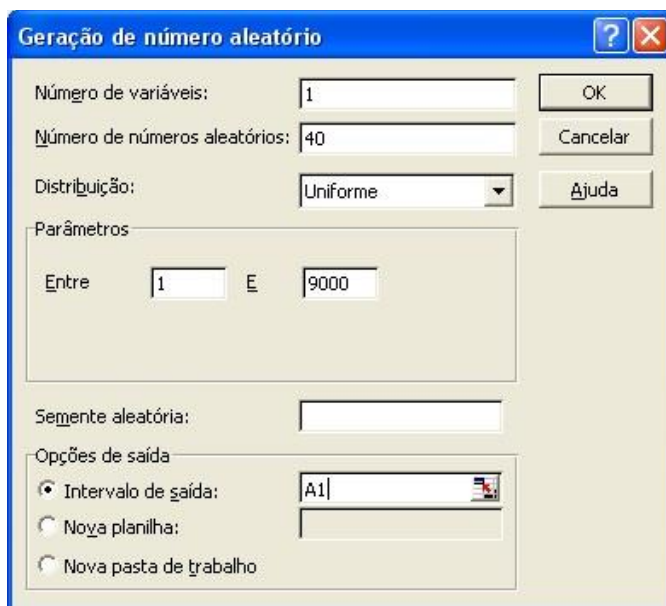 Geração de número aleatório
Número de variáveis: 1 OK
Número de números aleatórios: 40 Cancelar
Distribuição: Uniforme Ajuda
Parâmetros
Entre 1 E 9000
Semente aleatória:
Opções de saída
Intervalo de saída: A1
Nova planilha:
Nova pasta de trabalho